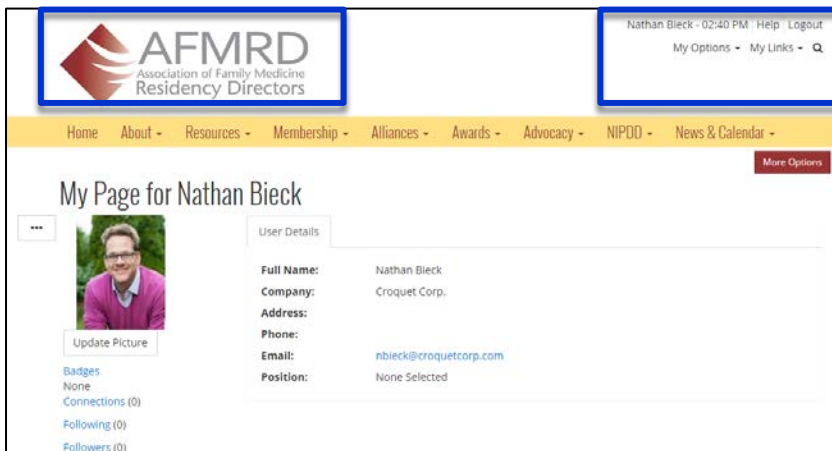 Nathan Bieck - 02:40 PM Help Logout
My Options My Links
AFMRD
Association of Family Medicine
Residency Directors
Home About Resources Membership Alliances Awards Advocacy NIPDD News & Calendar
More Options
My Page for Nathan Bieck
...
User Details
Full Name: Nathan Bieck
Company: Croquet Corp.
Address:
Phone:
Email: nbieck@croquetcorp.com
Position: None Selected
Update Picture
Badges
None
Connections (0)
Following (0)
Followers (0)